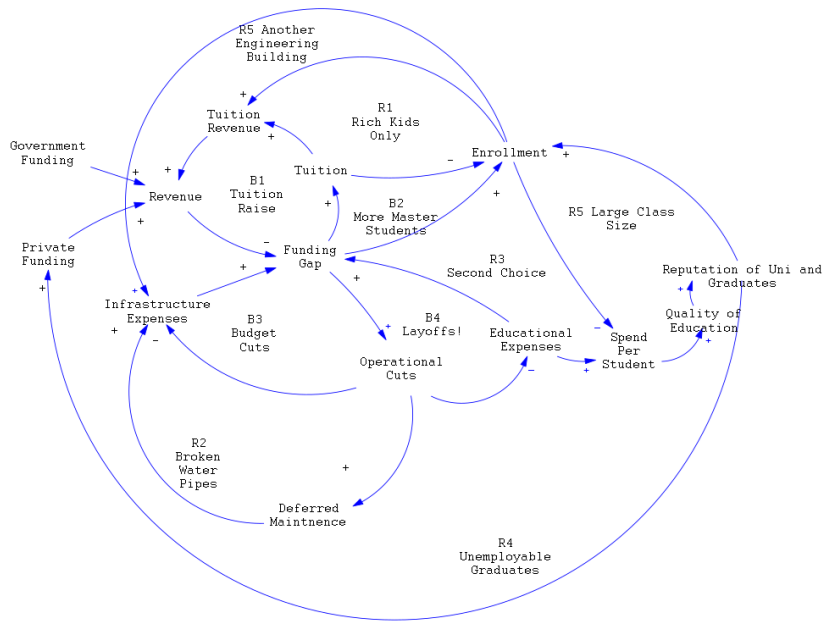 R5 Another
Engineering
Building
+
Tuition
Revenue
+
R1
Rich Kids
Only
Government
Funding
+
+
Tuition
-
Enrollment
+
Revenue
+
B1
Tuition
Raise
+
B2
More Master
Students
+
R5 Large Class
Size
Private
Funding
+
-
Funding
Gap
+
+
R3
Second Choice
Reputation of Uni and
Graduates
+
+
Infrastructure
Expenses
+
-
B3
Budget
Cuts
+
B4
Layoffs!
Educational
Expenses
-
Quality of
Education
+
Spend
Per
Student
+
Operational
Cuts
-
R2
Broken
Water
Pipes
+
Deferred
Maintnence
R4
Unemployable
Graduates